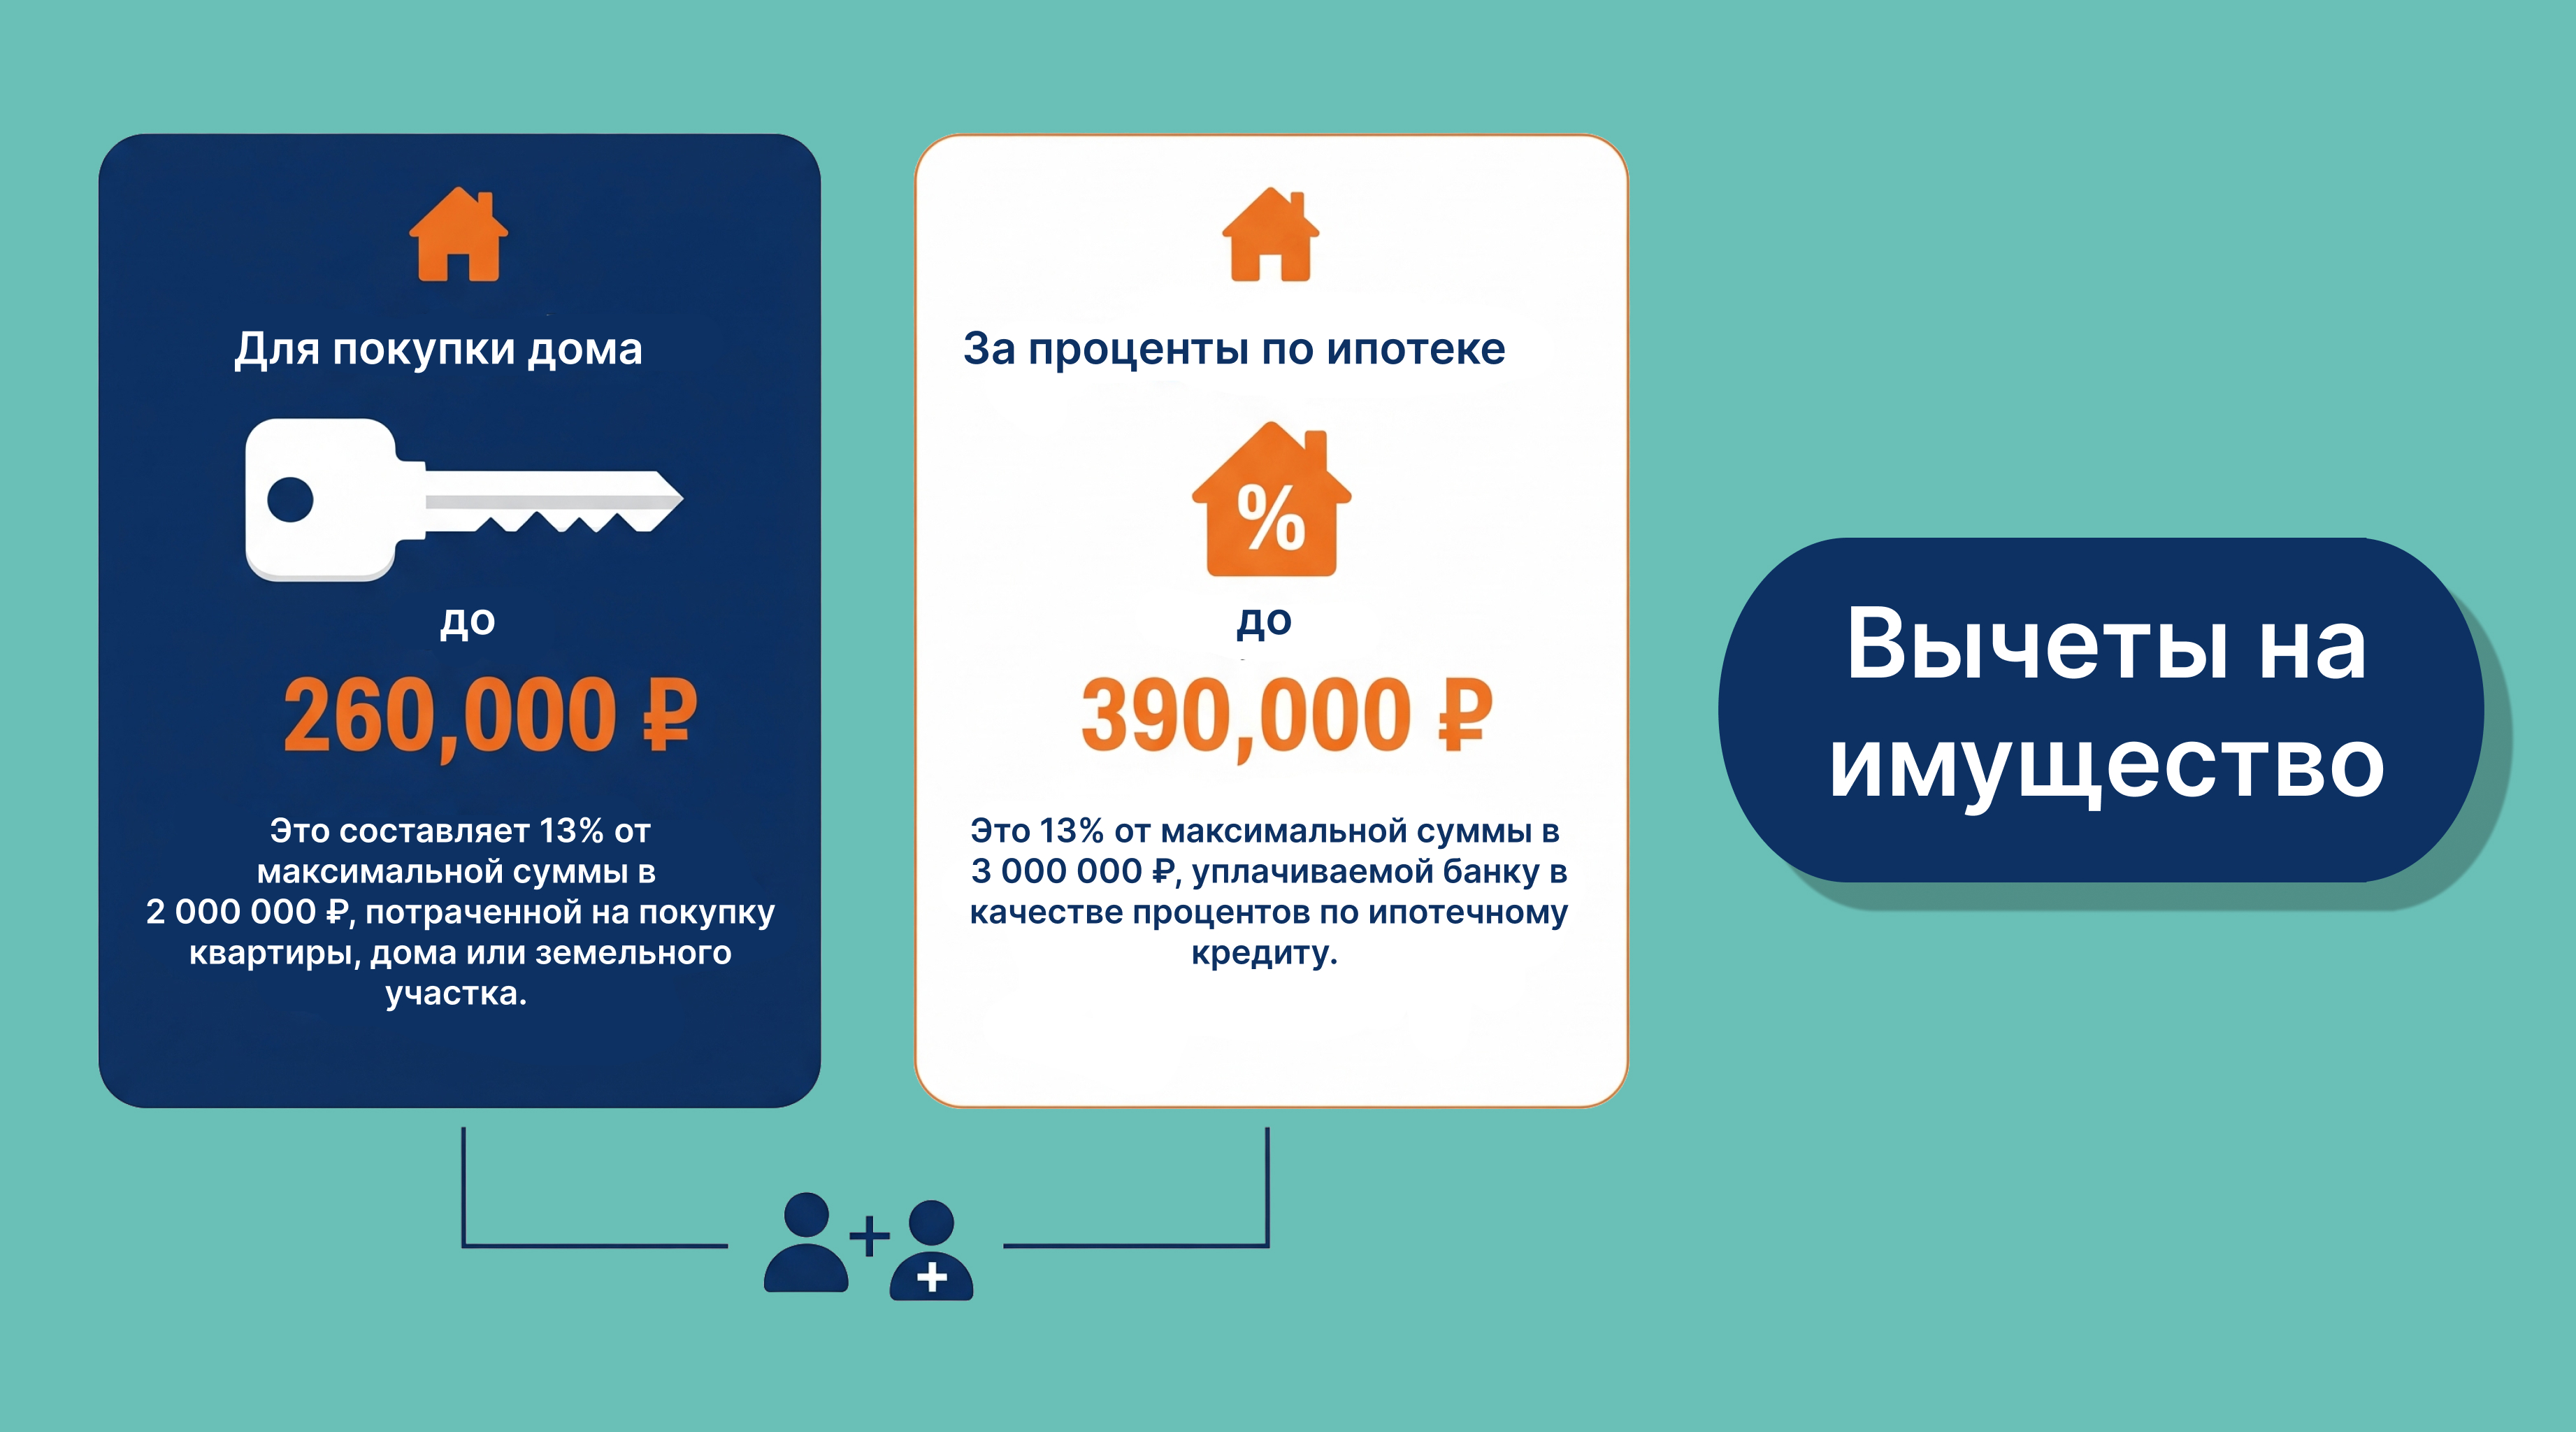 Для покупки дома
до
260,000 ₽
Это составляет 13% от
максимальной суммы в
2 000 000 ₽, потраченной на покупку
квартиры, дома или земельного
участка.
За проценты по ипотеке
%
до
390,000 ₽
Это 13% от максимальной суммы в
3 000 000 ₽, уплачиваемой банку в
качестве процентов по ипотечному
кредиту.
Вычеты на
имущество